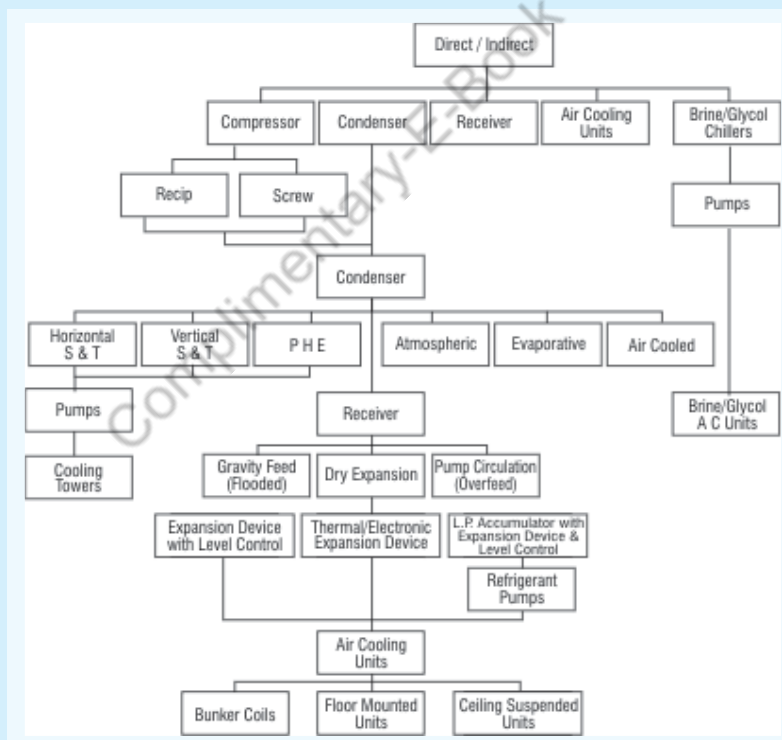 Direct / Indirect
Compressor
Condenser
Receiver
Air Cooling
Units
Brine/Glycol
Chillers
Recip
Screw
Pumps
Condenser
Horizontal
S & T
Vertical
S & T
P H E
Atmospheric
Evaporative
Air Cooled
Pumps
Receiver
Brine/Glycol
A C Units
Cooling
Towers
Gravity Feed
(Flooded)
Dry Expansion
Pump Circulation
(Overfeed)
Expansion Device
with Level Control
Thermal/Electronic
Expansion Device
L.P. Accumulator with
Expansion Device &
Level Control
Refrigerant
Pumps
Air Cooling
Units
Bunker Coils
Floor Mounted
Units
Ceiling Suspended
Units
Complimentary-E-Book